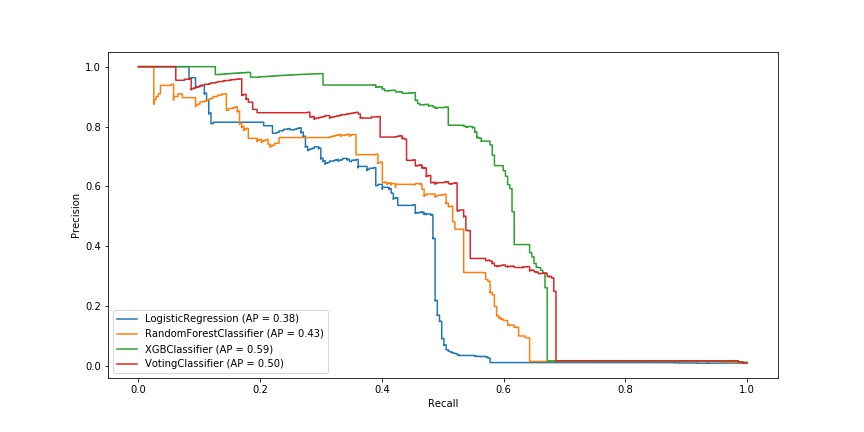 Precision
1.0
0.8
0.6
0.4
0.2
0.0
LogisticRegression (AP = 0.38)
RandomForestClassifier (AP = 0.43)
XGBClassifier (AP = 0.59)
VotingClassifier (AP = 0.50)
0.0 0.2 0.4 0.6 0.8 1.0
Recall